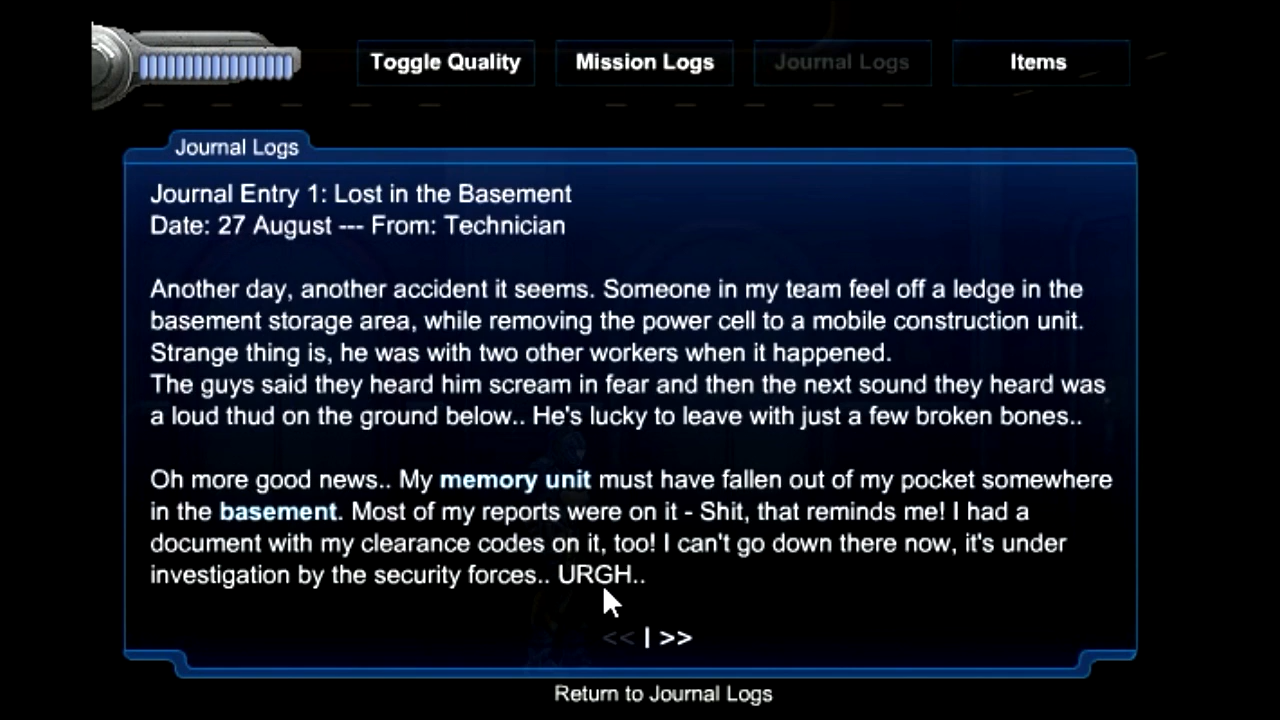 Toggle Quality Mission Logs Journal Logs Items
Journal Logs
Journal Entry 1: Lost in the Basement
Date: 27 August --- From: Technician
Another day, another accident it seems. Someone in my team feel off a ledge in the
basement storage area, while removing the power cell to a mobile construction unit.
Strange thing is, he was with two other workers when it happened.
The guys said they heard him scream in fear and then the next sound they heard was
a loud thud on the ground below.. He's lucky to leave with just a few broken bones..
Oh more good news.. My memory unit must have fallen out of my pocket somewhere
in the basement. Most of my reports were on it - Shit, that reminds me! I had a
document with my clearance codes on it, too! I can't go down there now, it's under
investigation by the security forces.. URGH..
<< | >>
Return to Journal Logs